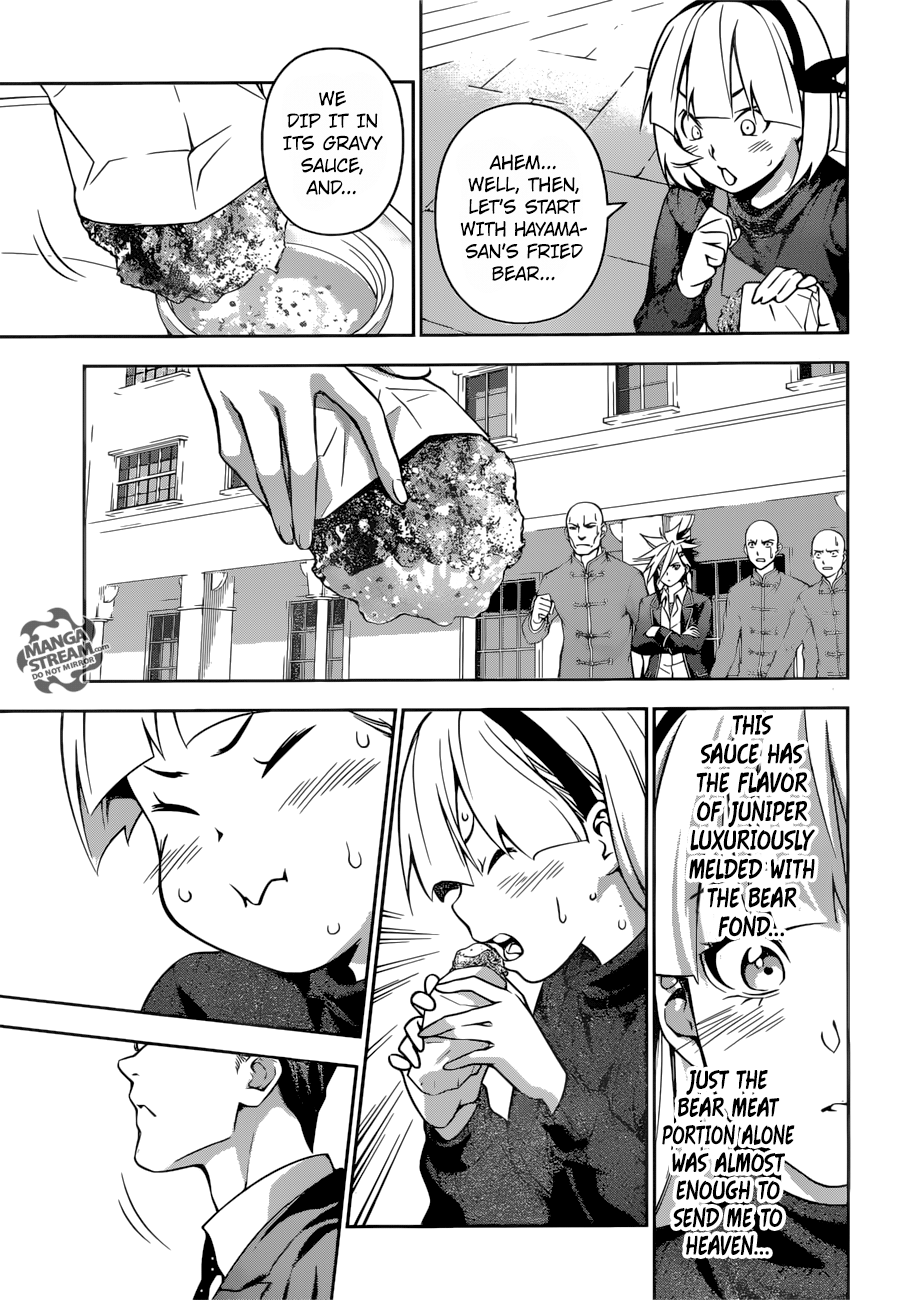 AHEM...
WELL, THEN,
LET'S START
WITH HAYAMA-
SAN'S FRIED
BEAR...
WE
DIP IT IN
ITS GRAVY
SAUCE,
AND...
MANGA
STREAM.com
DO NOT MIRROR
THIS
SAUCE HAS
THE FLAVOR
OF JUNIPER
LUXURIOUSLY
MELDED WITH
THE BEAR
FOND...
JUST THE
BEAR MEAT
PORTION ALONE
WAS ALMOST
ENOUGH TO
SEND ME TO
HEAVEN...